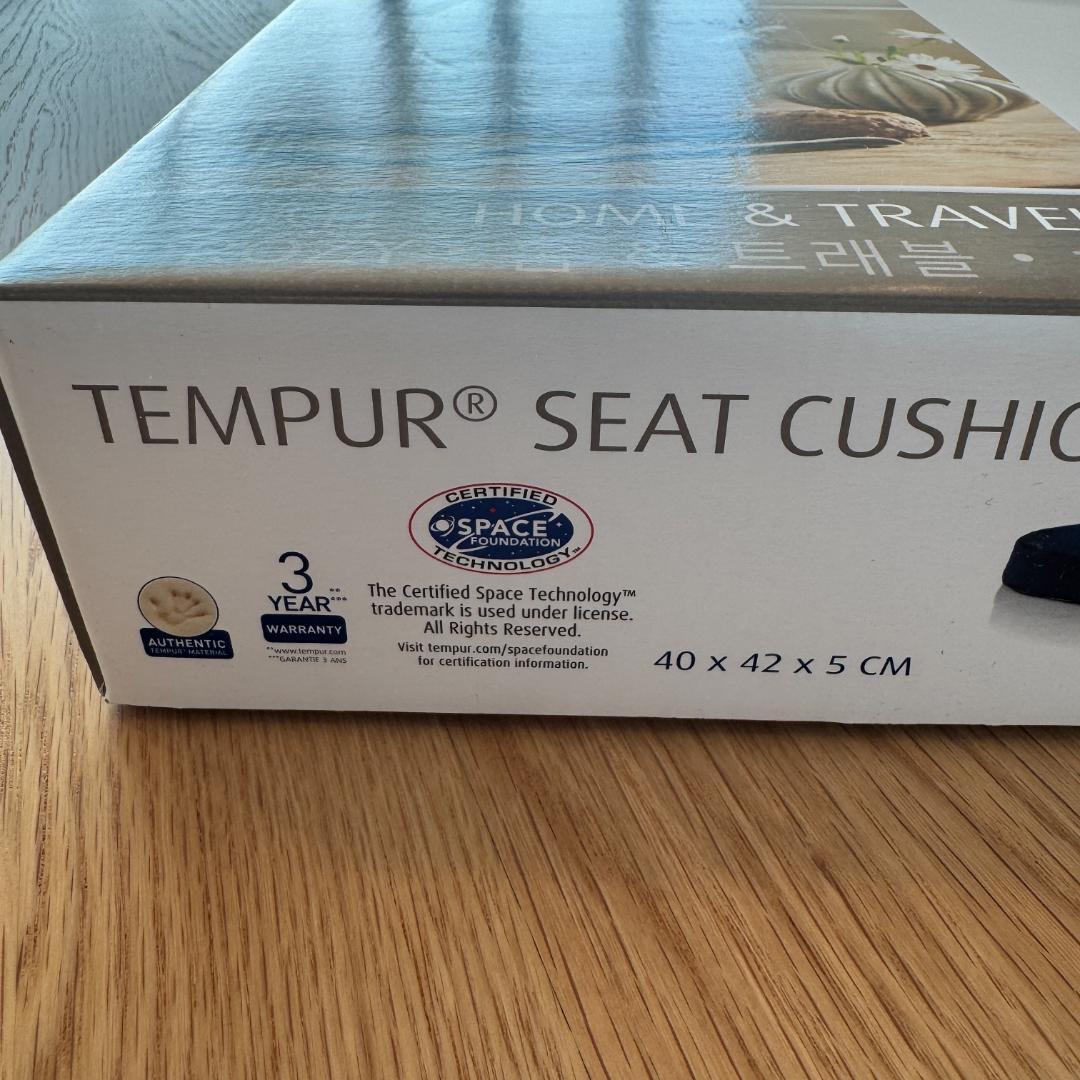 HOME & TRAVEL
트래블 •
TEMPUR® SEAT CUSHIO
CERTIFIED
SPACE
FOUNDATION
TECHNOLOGY™
AUTHENTIC
TEMPUR® MATERIAL
3
YEAR
WARRANTY
**www.tempur.com
***GARANTIE 3 ANS
The Certified Space Technology™
trademark is used under license.
All Rights Reserved.
Visit tempur.com/spacefoundation
for certification information.
40 x 42 x 5 CM